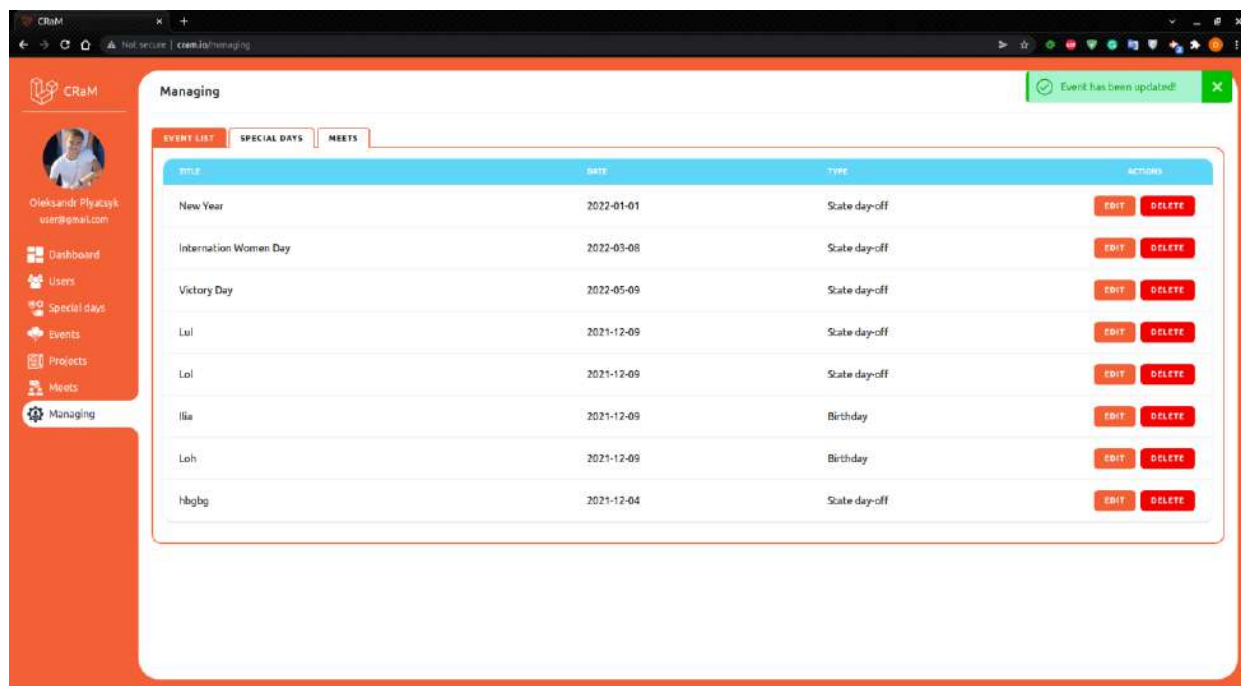 CRaM
Not secure | crem.io/managing
CRaM
Managing
Event has been updated!
EVENT LIST SPECIAL DAYS MEETS
TITLE DATE TYPE ACTIONS
Oleksandr Plyatsyk
user@gmail.com
New Year 2022-01-01 State day-off EDIT DELETE
Internation Women Day 2022-03-08 State day-off EDIT DELETE
Victory Day 2022-05-09 State day-off EDIT DELETE
Lul 2021-12-09 State day-off EDIT DELETE
Lol 2021-12-09 State day-off EDIT DELETE
Ilia 2021-12-09 Birthday EDIT DELETE
Loh 2021-12-09 Birthday EDIT DELETE
hbgbg 2021-12-04 State day-off EDIT DELETE
Dashboard
Users
Special days
Events
Projects
Meets
Managing